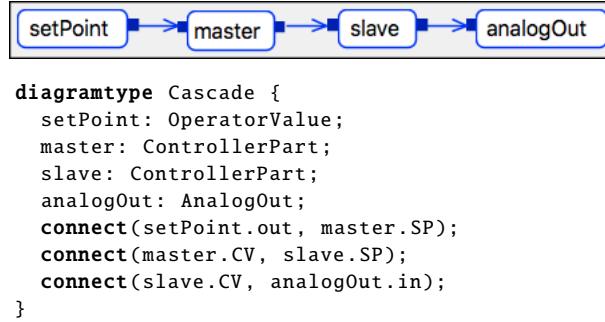 setPoint master slave analogOut
diagramtype Cascade {
  setPoint: OperatorValue;
  master: ControllerPart;
  slave: ControllerPart;
  analogOut: AnalogOut;
  connect(setPoint.out, master.SP);
  connect(master.CV, slave.SP);
  connect(slave.CV, analogOut.in);
}